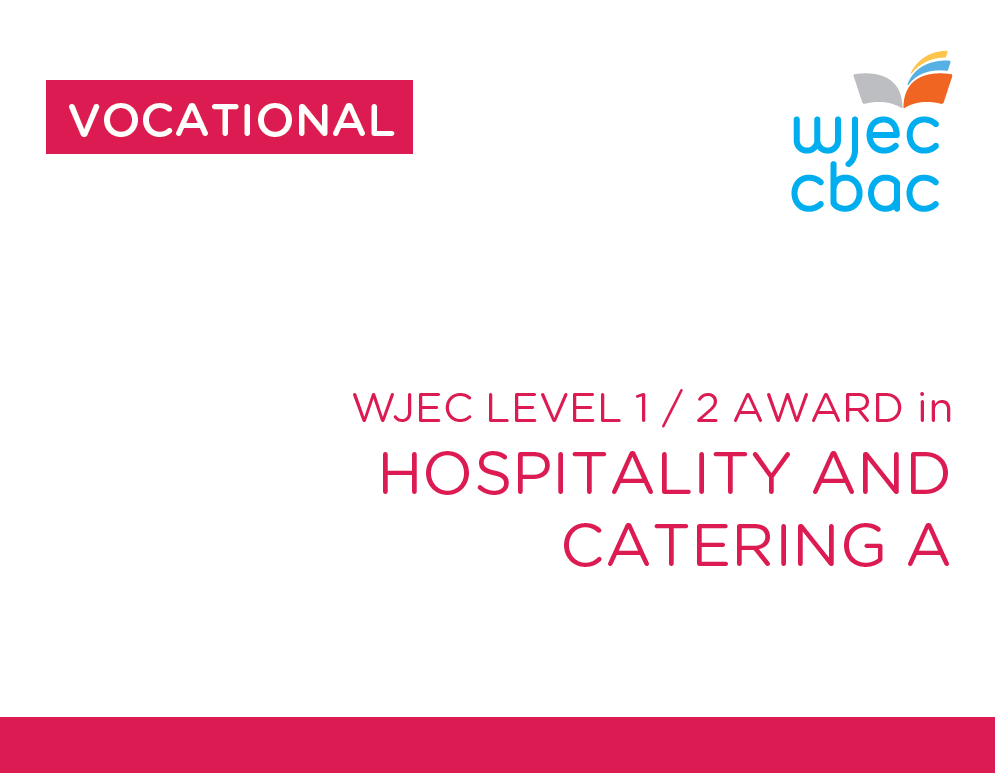 VOCATIONAL
wjec
cbac
WJEC LEVEL 1 / 2 AWARD in
HOSPITALITY AND
CATERING A